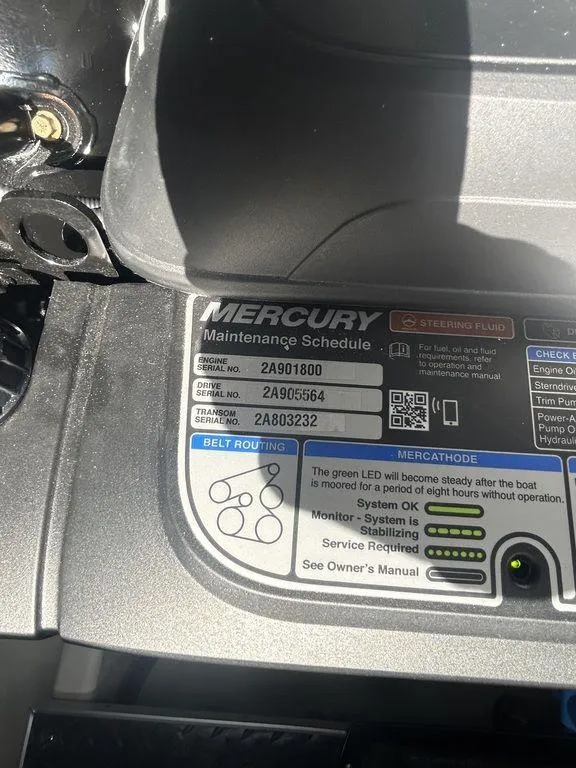 MERCURY
Maintenance Schedule
ENGINE
SERIAL NO. 2A901800
DRIVE
SERIAL NO. 2A905564
TRANSOM
SERIAL NO. 2A803232
STEERING FLUID
For fuel, oil and fluid
requirements, refer
to operation and
maintenance manual.
CHECK
Engine Oi
Sterndriv
Trim Pum
Power-A
Pump O
Hydraul
BELT ROUTING
MERCATHODE
The green LED will become steady after the boat
is moored for a period of eight hours without operation.
System OK
Monitor - System is
Stabilizing
Service Required
See Owner's Manual